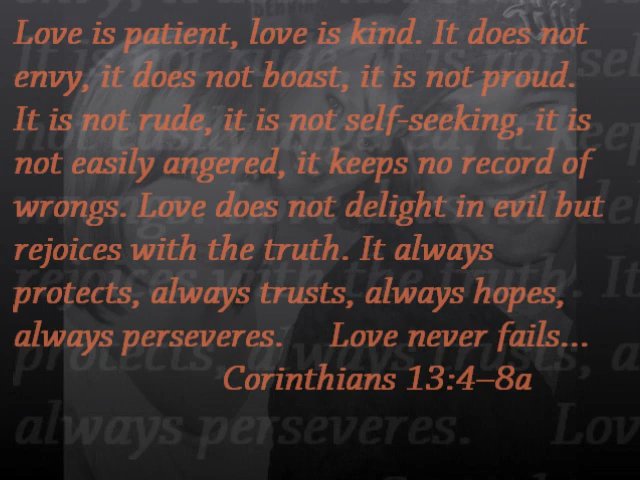 Love is patient, love is kind. It does not
envy, it does not boast, it is not proud.
It is not rude, it is not self-seeking, it is
not easily angered, it keeps no record of
wrongs. Love does not delight in evil but
rejoices with the truth. It always
protects, always trusts, always hopes,
always perseveres. Love never fails...
Corinthians 13:4–8a